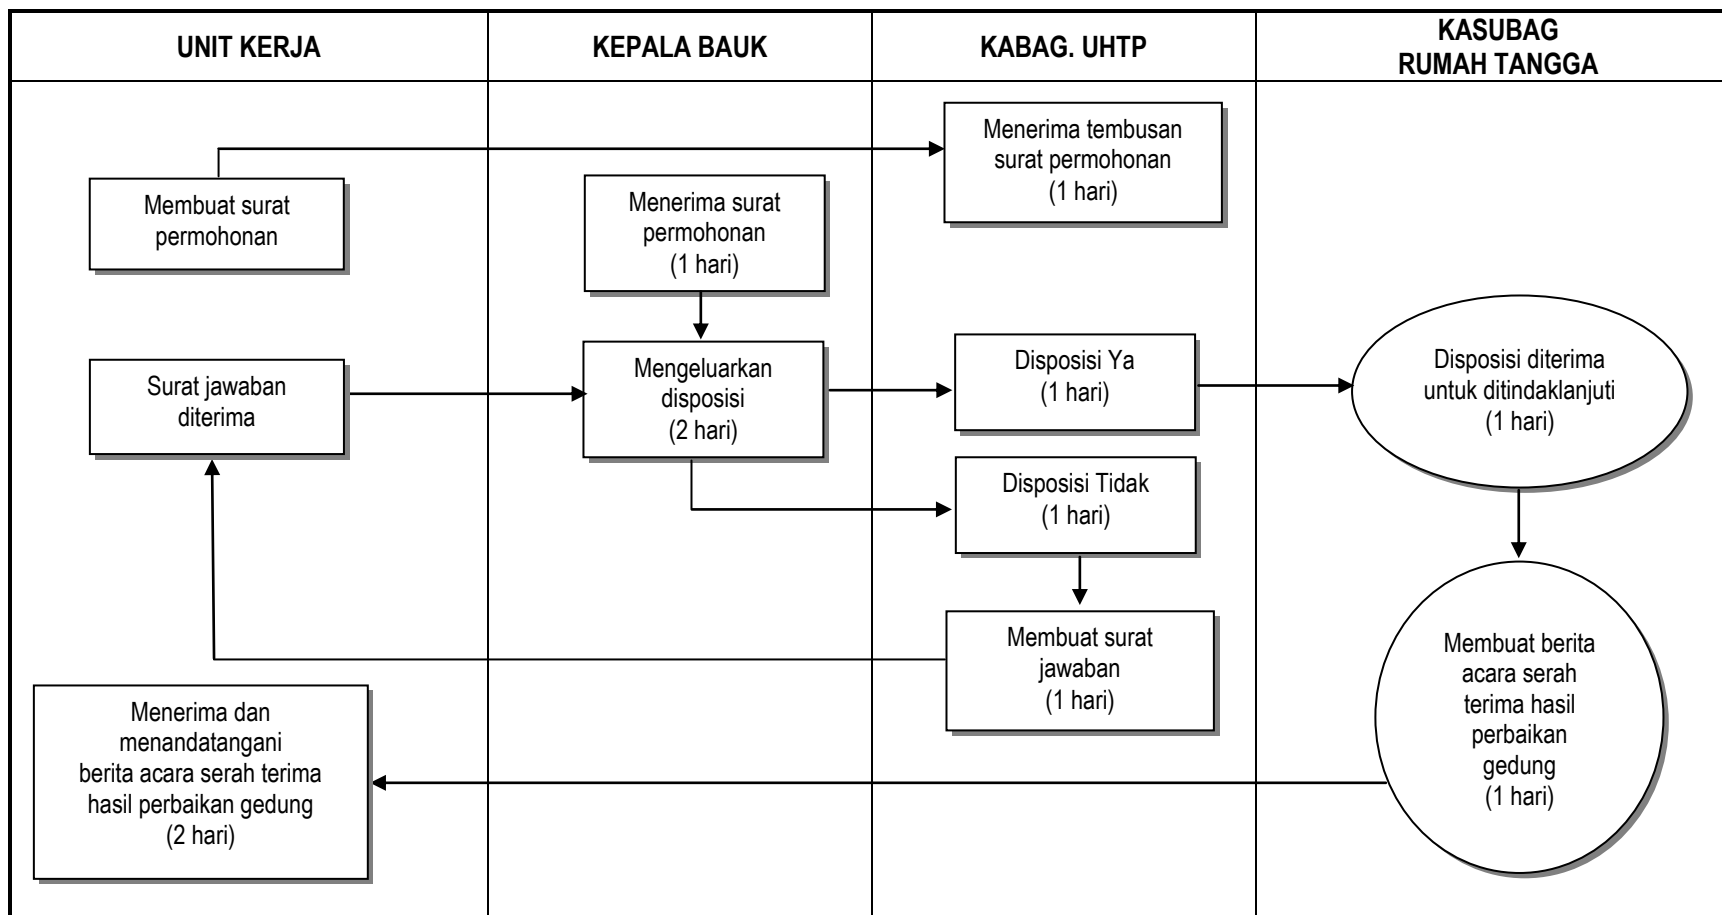 UNIT KERJA
KEPALA BAUK
KABAG. UHTP
KASUBAG
RUMAH TANGGA
Menerima tembusan
surat permohonan
(1 hari)
Membuat surat
permohonan
Menerima surat
permohonan
(1 hari)
Surat jawaban
diterima
Mengeluarkan
disposisi
(2 hari)
Disposisi Ya
(1 hari)
Disposisi diterima
untuk ditindaklanjuti
(1 hari)
Disposisi Tidak
(1 hari)
Membuat surat
jawaban
(1 hari)
Membuat berita
acara serah
terima hasil
perbaikan
gedung
(1 hari)
Menerima dan
menandatangani
berita acara serah terima
hasil perbaikan gedung
(2 hari)